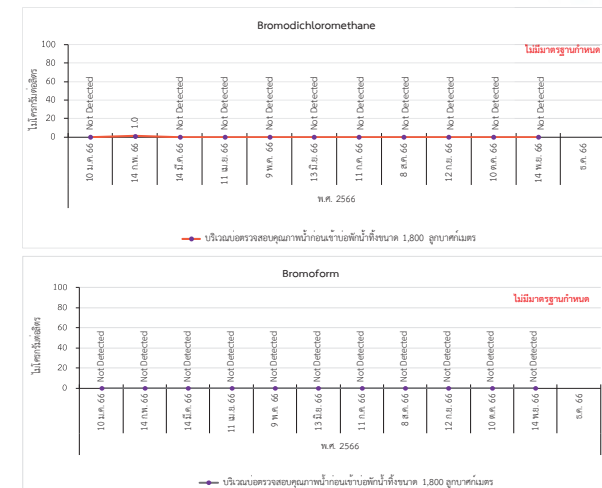 Bromodichloromethane
ไม่มีมาตรฐานกำหนด
ไมโครกรัมต่อลิตร
100
80
60
40
20
0
Not Detected
1.0
Not Detected
Not Detected
Not Detected
Not Detected
Not Detected
Not Detected
Not Detected
Not Detected
Not Detected
10 ม.ค. 66
14 ก.พ. 66
14 มี.ค. 66
11 เม.ย. 66
9 พ.ค. 66
13 มิ.ย. 66
11 ก.ค. 66
8 ส.ค. 66
12 ก.ย. 66
10 ต.ค. 66
14 พ.ย. 66
ธ.ค. 66
พ.ศ. 2566
บริเวณบ่อตรวจสอบคุณภาพน้ำก่อนเข้าบ่อพักน้ำทิ้งขนาด 1,800 ลูกบาศก์เมตร
Bromoform
ไม่มีมาตรฐานกำหนด
ไมโครกรัมต่อลิตร
100
80
60
40
20
0
Not Detected
Not Detected
Not Detected
Not Detected
Not Detected
Not Detected
Not Detected
Not Detected
Not Detected
Not Detected
Not Detected
10 ม.ค. 66
14 ก.พ. 66
14 มี.ค. 66
11 เม.ย. 66
9 พ.ค. 66
13 มิ.ย. 66
11 ก.ค. 66
8 ส.ค. 66
12 ก.ย. 66
10 ต.ค. 66
14 พ.ย. 66
ธ.ค. 66
พ.ศ. 2566
บริเวณบ่อตรวจสอบคุณภาพน้ำก่อนเข้าบ่อพักน้ำทิ้งขนาด 1,800 ลูกบาศก์เมตร